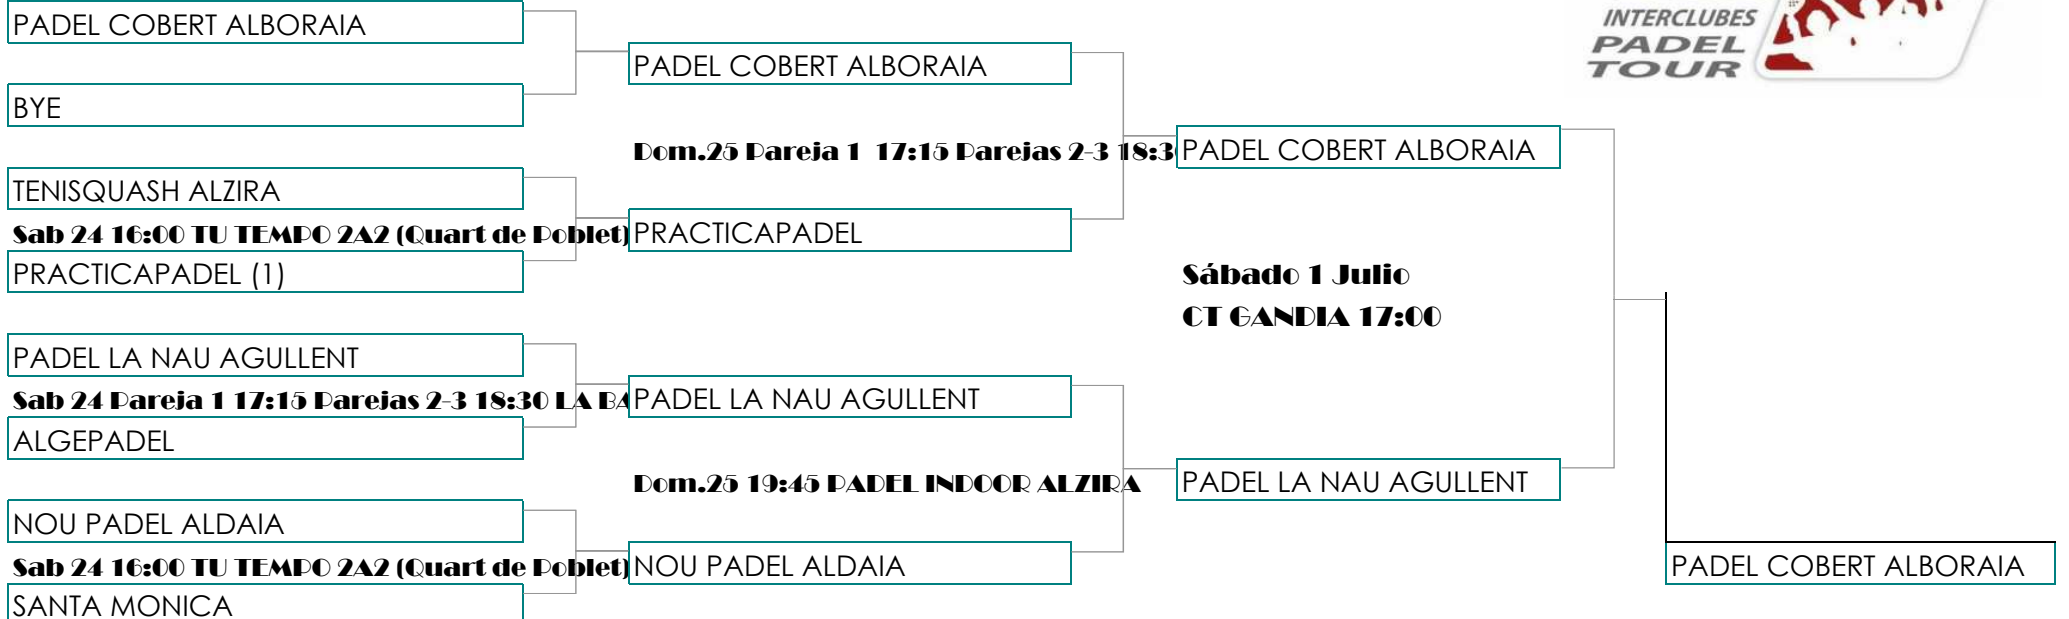 PADEL COBERT ALBORAIA
BYE
TENISQUASH ALZIRA
Sab 24 16:00 TU TEMPO 2A2 (Quart de Poblet)
PRACTICAPADEL (1)
PADEL LA NAU AGULLENT
Sab 24 Pareja 1 17:15 Parejas 2-3 18:30 LA
ALGEPADEL
NOU PADEL ALDAIA
Sab 24 16:00 TU TEMPO 2A2 (Quart de Poblet)
SANTA MONICA
PADEL COBERT ALBORAIA
Dom.25 Pareja 1 17:15 Parejas 2-3
PRACTICAPADEL
PADEL LA NAU AGULLENT
Dom.25 19:45 PADEL INDOOR ALZIRA
NOU PADEL ALDAIA
PADEL COBERT ALBORAIA
Sábado 1 Julio
CT GANDIA 17:00
PADEL LA NAU AGULLENT
PADEL COBERT ALBORAIA
INTERCLUBES
PADEL
TOUR